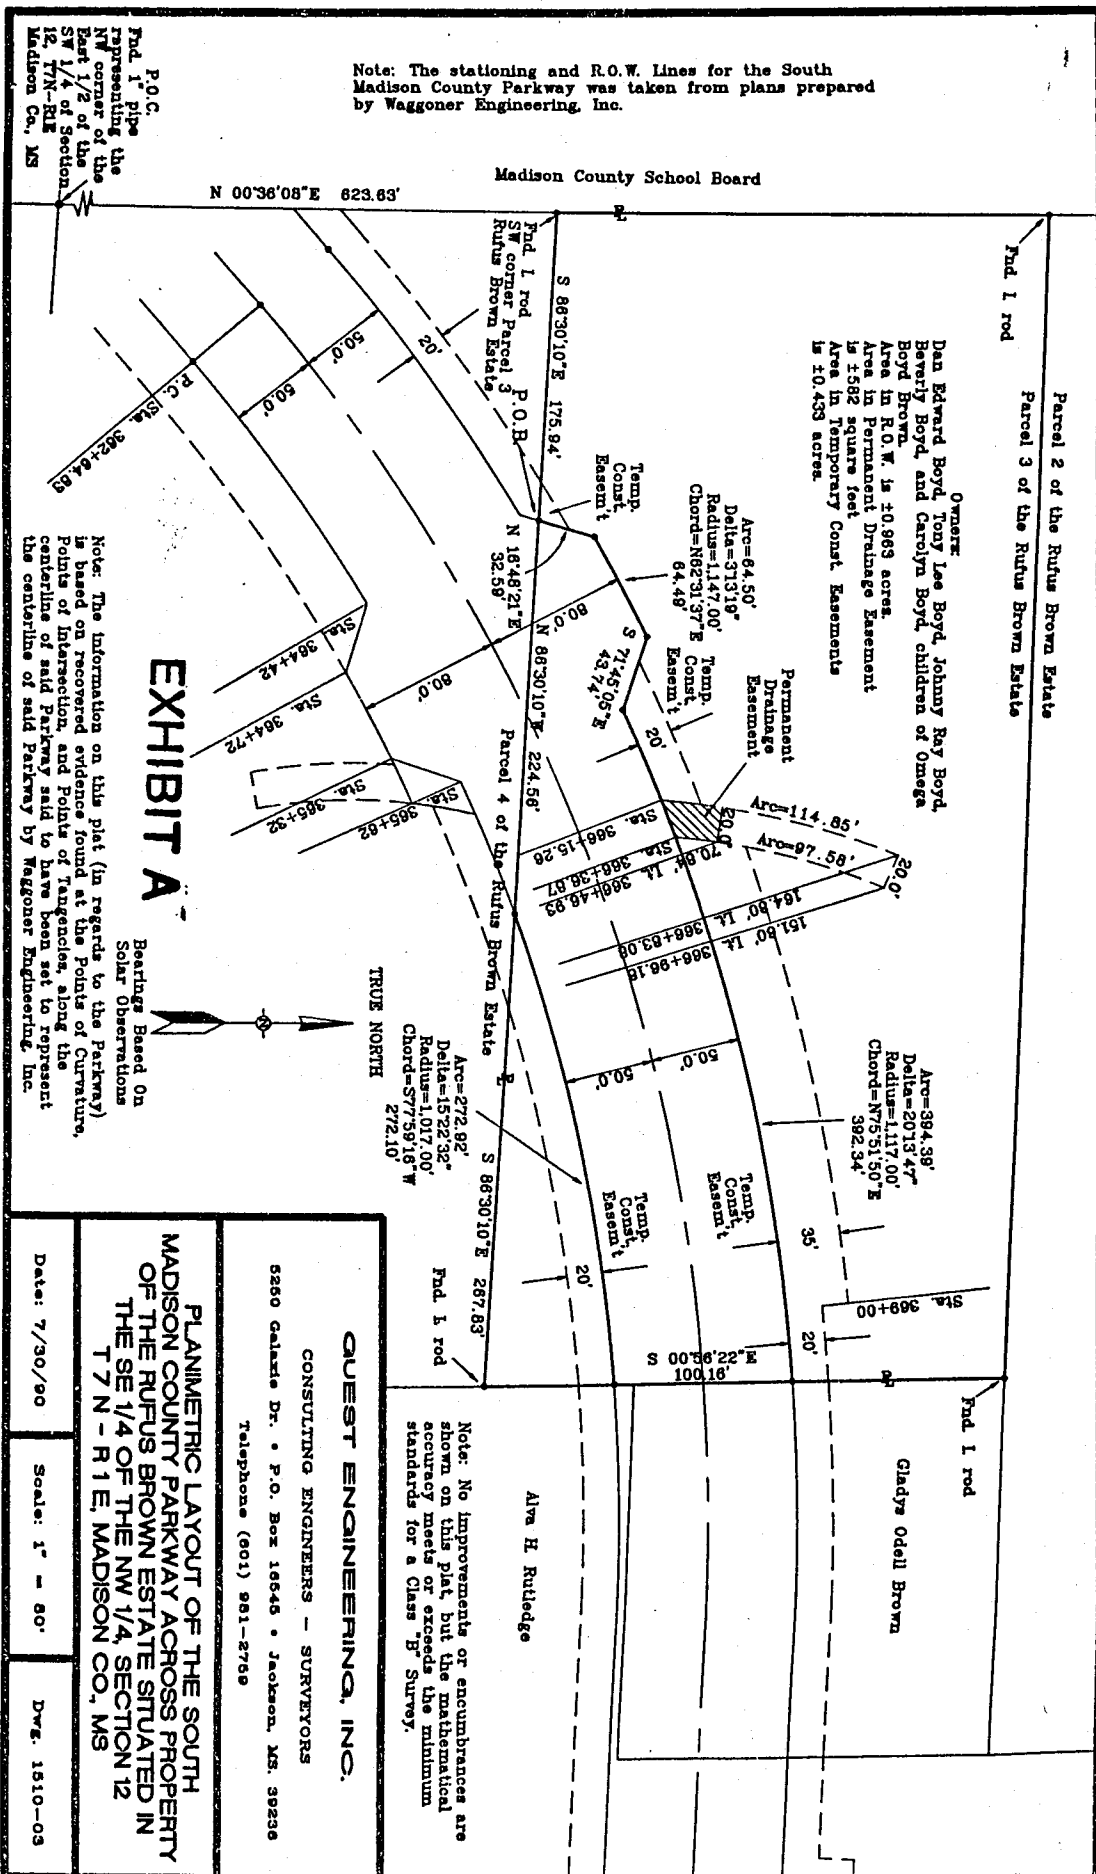 Note: The stationing and R.O.W. Lines for the South
Madison County Parkway was taken from plans prepared
by Waggoner Engineering, Inc.
P.O.C.
Fnd. 1" pipe
representing the
NW corner of the
East 1/2 of the
SW 1/4 of Section
12, T7N-R1E
Madison Co., MS
N 00°36'08"E 623.63'
Madison County School Board
PL
Fnd. I. rod
Parcel 2 of the Rufus Brown Estate
Parcel 3 of the Rufus Brown Estate
Owners:
Dan Edward Boyd, Tony Lee Boyd, Johnny Ray Boyd,
Beverly Boyd, and Carolyn Boyd, children of Omega
Boyd Brown.
Area in R.O.W. is ±0.963 acres.
Area in Permanent Drainage Easement
is ±582 square feet
Area in Temporary Const. Easements
is ±0.433 acres.
Fnd. I. rod
SW corner Parcel 3
Rufus Brown Estate
P.O.B.
S 86°30'10"E 175.94'
20'
50.0'
50.0'
P.C. Sta. 362+64.83
Temp.
Const.
Easem't
N 16°48'21"E
32.59'
Arc=64.50'
Delta=3°13'19"
Radius=1,147.00'
Chord=N62°31'37"E
64.49'
80.0'
80.0'
S 71°45'05"E
43.74'
Temp.
Const.
Easem't
20'
Permanent
Drainage
Easement
20.0'
Arc=114.85'
Arc=97.58'
20.0'
N 86°30'10"W 224.56'
Parcel 4 of the Rufus Brown Estate
PL
Sta. 364+42
Sta. 364+72
Sta. 365+32
Sta. 365+62
Sta. 366+15.26
Sta. 366+36.67
70.64' Lt. 366+46.93
164.80' Lt. 366+83.08
151.80' Lt. 366+96.18
50.0'
50.0'
Arc=394.39'
Delta=20°13'47"
Radius=1,117.00'
Chord=N75°51'50"E
392.34'
Arc=272.92'
Delta=15°22'32"
Radius=1,017.00'
Chord=S77°59'16"W
272.10'
Temp.
Const.
Easem't
Temp.
Const.
Easem't
35'
20'
20'
Sta. 369+00
S 86°30'10"E 267.83'
Fnd. I. rod
S 00°56'22"E
100.16'
PL
Fnd. I. rod
Gladys Odell Brown
Alva H. Rutledge
TRUE NORTH
N
Bearings Based On
Solar Observations
EXHIBIT A
Note: The information on this plat (in regards to the Parkway)
is based on recovered evidence found at the Points of Curvature,
Points of Intersection, and Points of Tangencies, along the
centerline of said Parkway said to have been set to represent
the centerline of said Parkway by Waggoner Engineering, Inc.
Note: No improvements or encumbrances are
shown on this plat, but the mathematical
accuracy meets or exceeds the minimum
standards for a Class "B" Survey.
QUEST ENGINEERING, INC.
CONSULTING ENGINEERS - SURVEYORS
5250 Galaxie Dr. • P.O. Box 16545 • Jackson, MS. 39236
Telephone (601) 981-2759
PLANIMETRIC LAYOUT OF THE SOUTH
MADISON COUNTY PARKWAY ACROSS PROPERTY
OF THE RUFUS BROWN ESTATE SITUATED IN
THE SE 1/4 OF THE NW 1/4, SECTION 12
T 7 N - R 1 E, MADISON CO., MS
Date: 7/30/90
Scale: 1" = 80'
Dwg. 1510-03